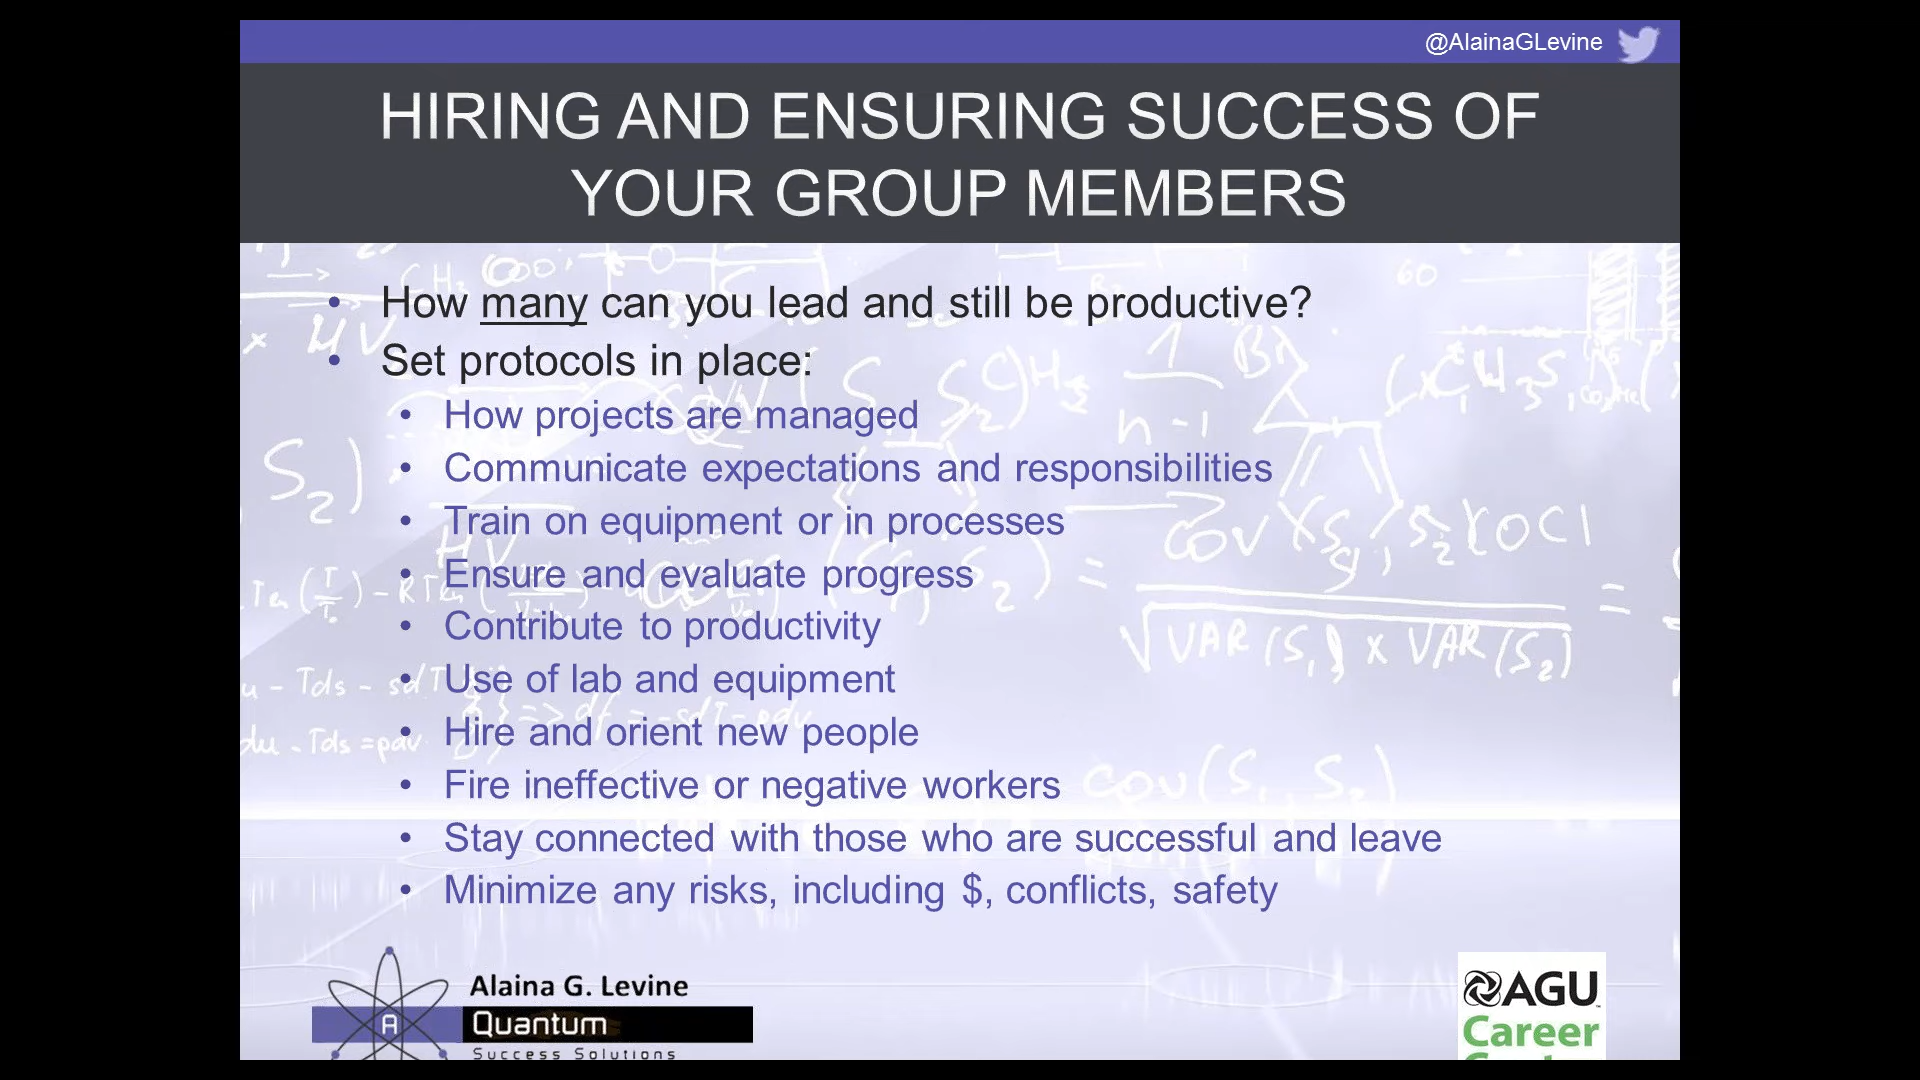 @AlainaGLevine
HIRING AND ENSURING SUCCESS OF
YOUR GROUP MEMBERS
• How many can you lead and still be productive?
• Set protocols in place:
• How projects are managed
• Communicate expectations and responsibilities
• Train on equipment or in processes
• Ensure and evaluate progress
• Contribute to productivity
• Use of lab and equipment
• Hire and orient new people
• Fire ineffective or negative workers
• Stay connected with those who are successful and leave
• Minimize any risks, including $, conflicts, safety
Alaina G. Levine
A
Quantum
Success Solutions
AGU
Career